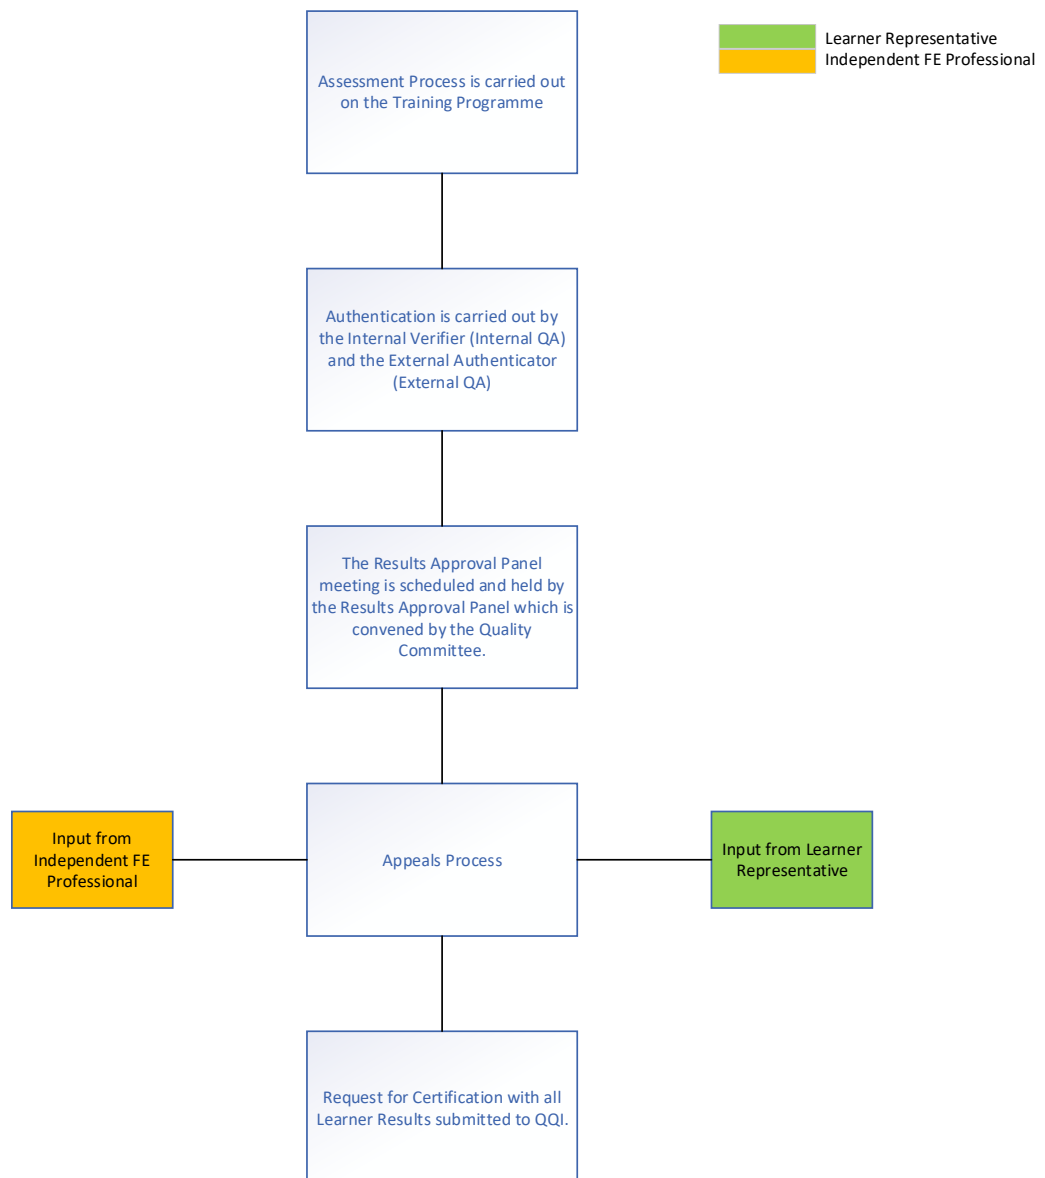 Learner Representative
Independent FE Professional
Assessment Process is carried out
on the Training Programme
Authentication is carried out by
the Internal Verifier (Internal QA)
and the External Authenticator
(External QA)
The Results Approval Panel
meeting is scheduled and held by
the Results Approval Panel which is
convened by the Quality
Committee.
Input from
Independent FE
Professional
Appeals Process
Input from Learner
Representative
Request for Certification with all
Learner Results submitted to QQI.